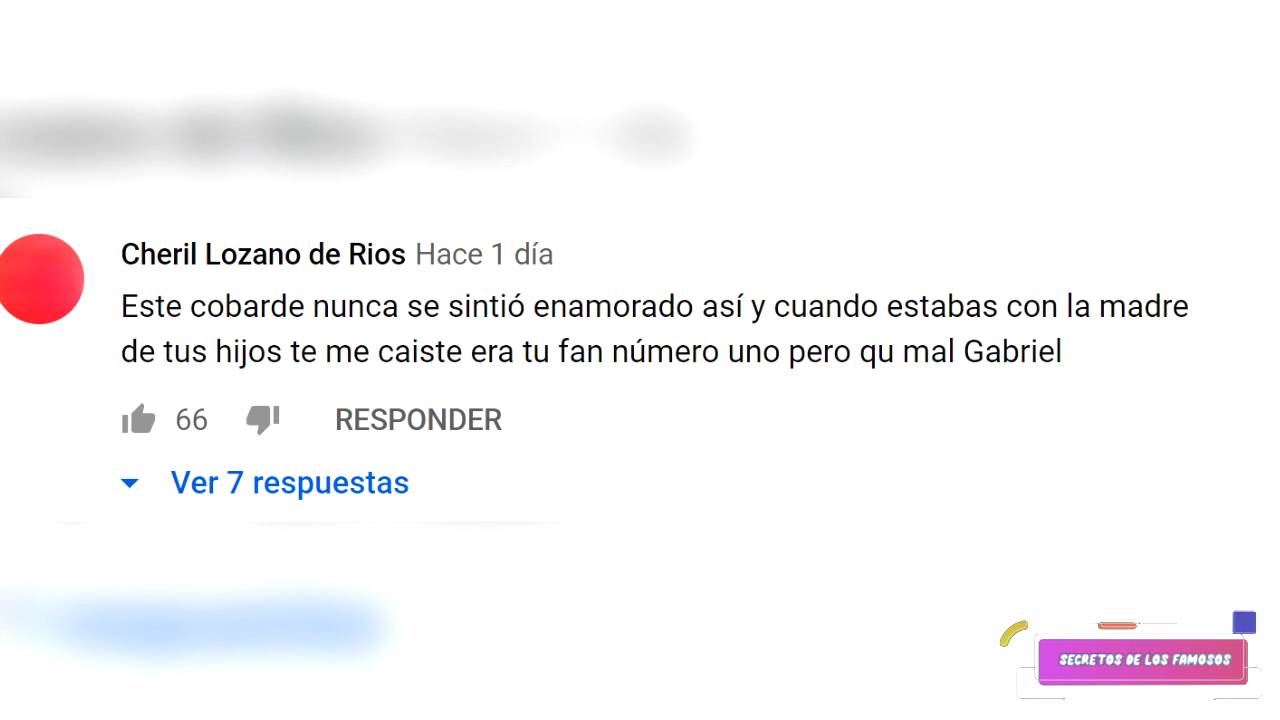 Cheril Lozano de Rios Hace 1 día
Este cobarde nunca se sintió enamorado así y cuando estabas con la madre
de tus hijos te me caiste era tu fan número uno pero qu mal Gabriel
66 RESPONDER
Ver 7 respuestas
SECRETOS DE LOS FAMOSOS